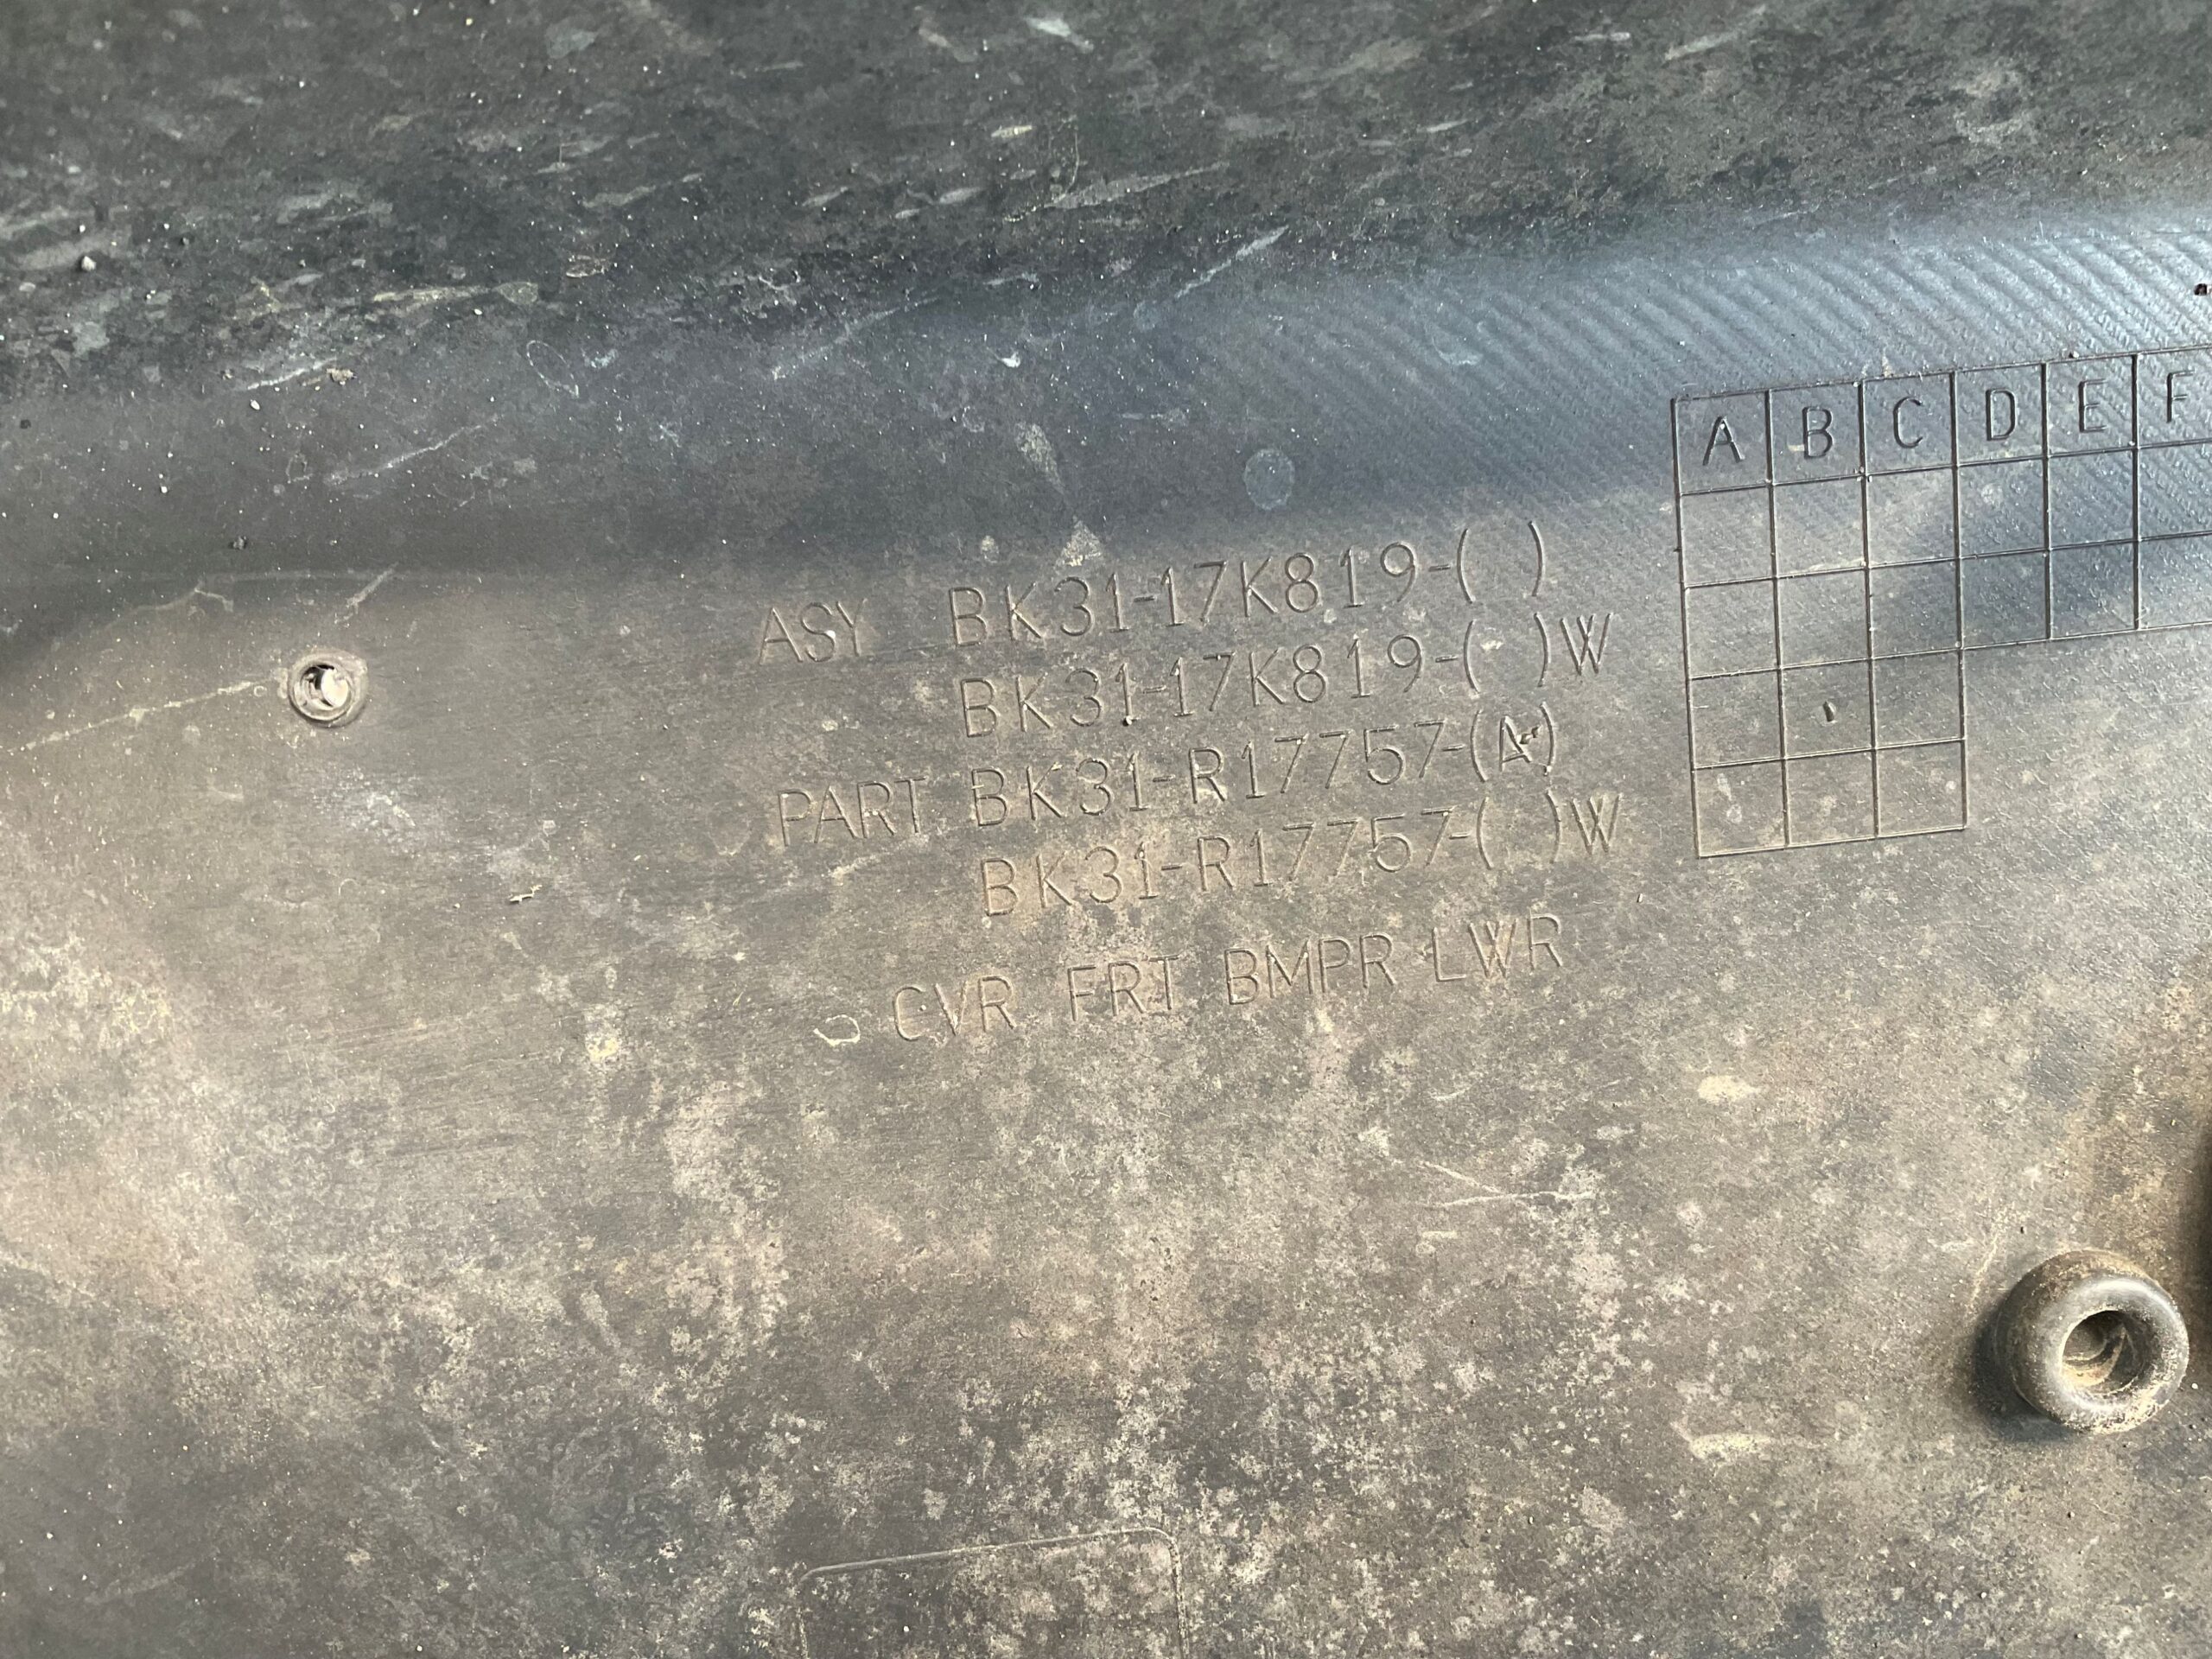 A B C D E F
ASY BK31-17K819-( )
BK31-17K819-( )W
PART BK31-R17757-(A)
BK31-R17757-( )W
CVR FRT BMPR LWR